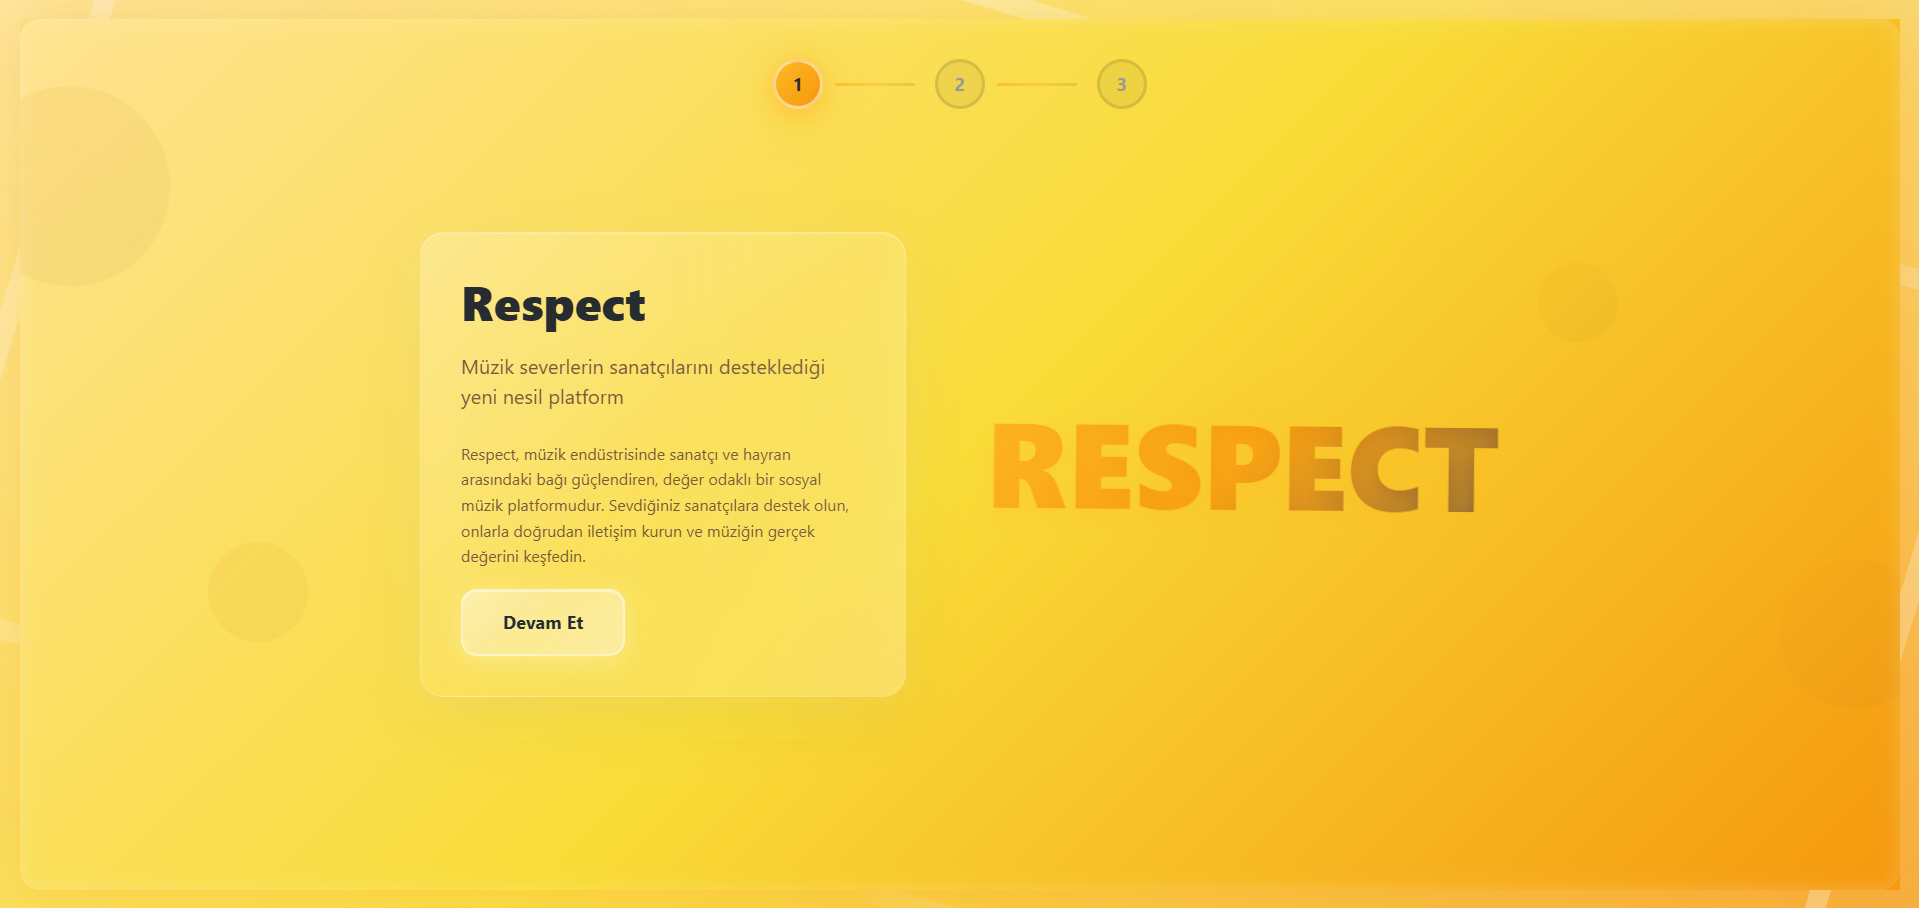 1
2
3
Respect
Müzik severlerin sanatçılarını desteklediği
yeni nesil platform
Respect, müzik endüstrisinde sanatçı ve hayran
arasındaki bağı güçlendiren, değer odaklı bir sosyal
müzik platformudur. Sevdiğiniz sanatçılara destek olun,
onlarla doğrudan iletişim kurun ve müziğin gerçek
değerini keşfedin.
Devam Et
RESPECT